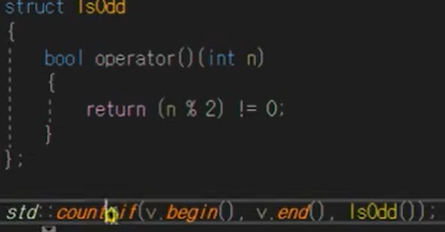 struct IsOdd
{
bool operator()(int n)
{
return (n % 2) != 0;
}
};
std::count_if(v.begin(), v.end(), IsOdd());